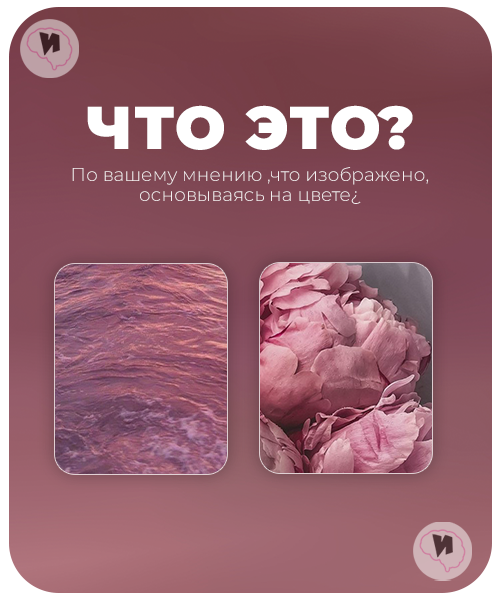 И
ЧТО ЭТО?
По вашему мнению ,что изображено,
основываясь на цвете¿
И